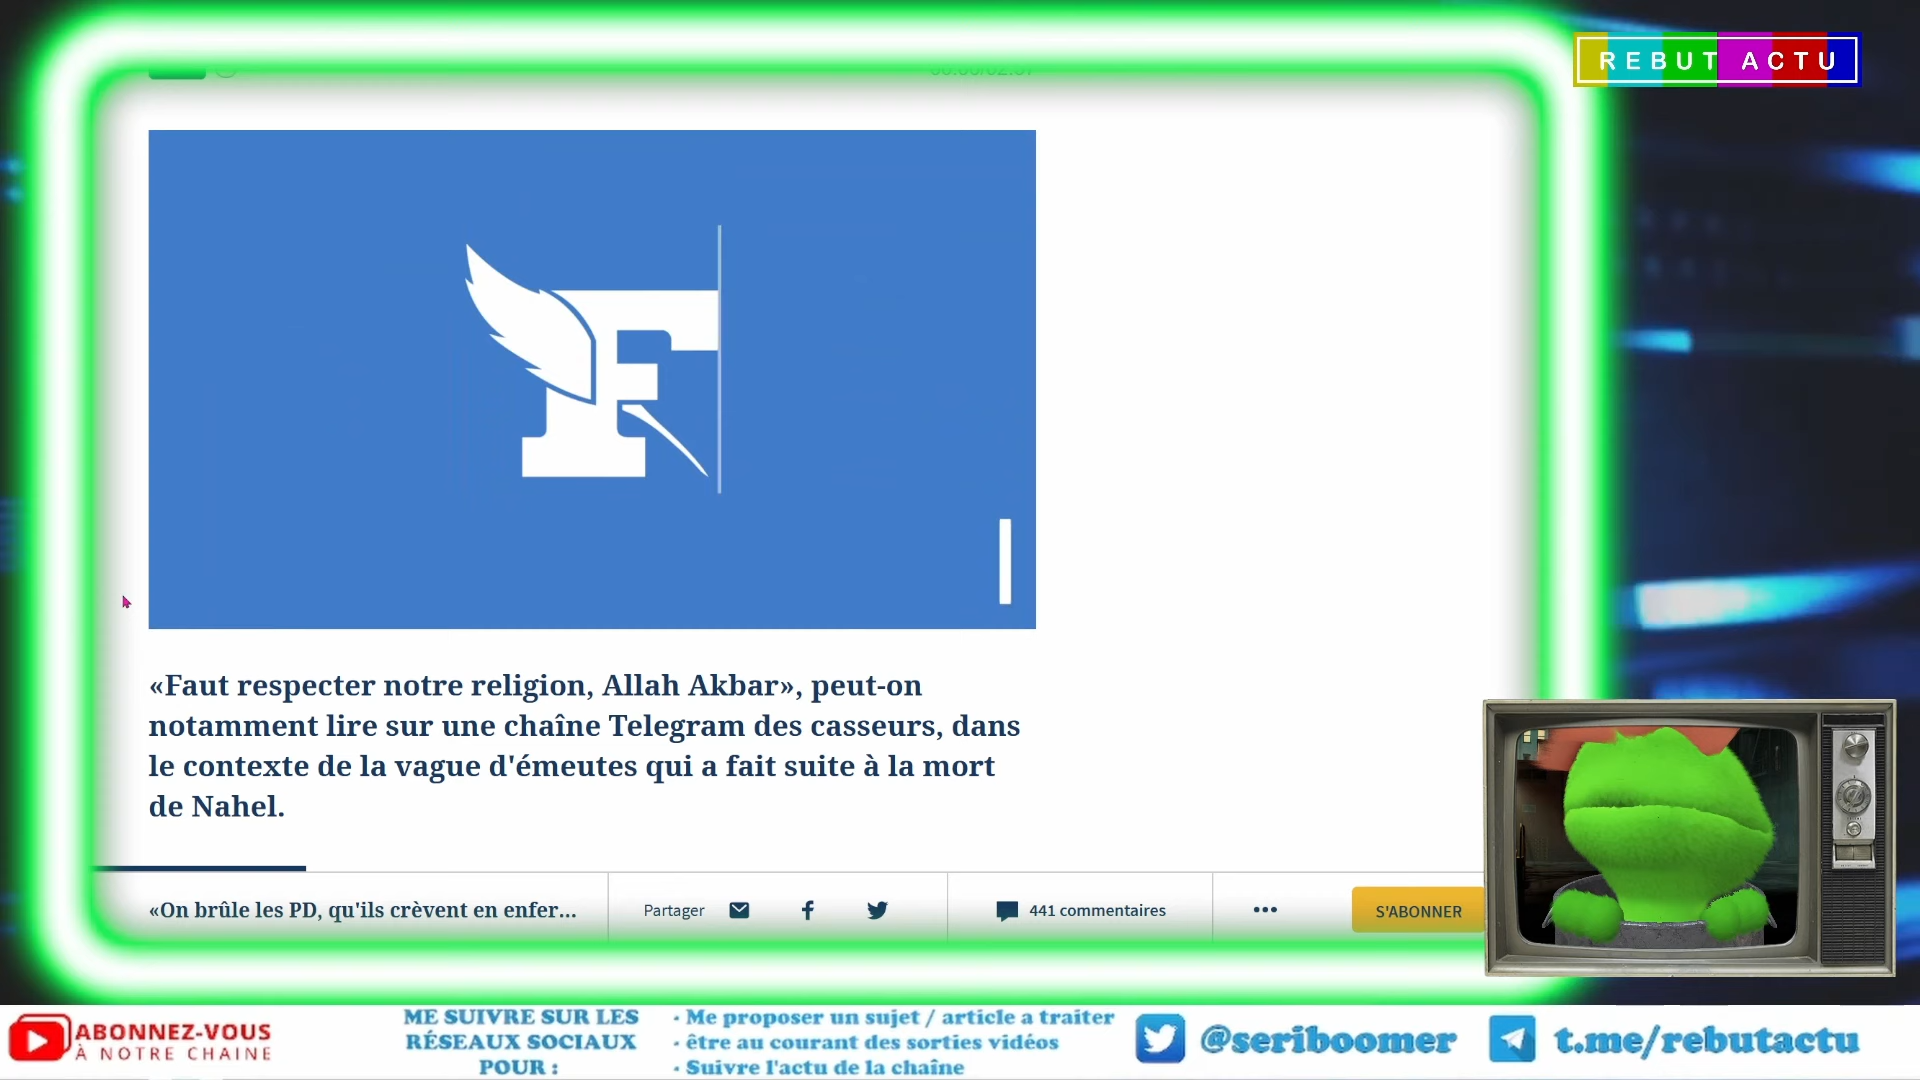 REBUT ACTU
«Faut respecter notre religion, Allah Akbar», peut-on
notamment lire sur une chaîne Telegram des casseurs, dans
le contexte de la vague d'émeutes qui a fait suite à la mort
de Nahel.
«On brûle les PD, qu'ils crèvent en enfer...
Partager
441 commentaires
S'ABONNER
ABONNEZ-VOUS
À NOTRE CHAINE
ME SUIVRE SUR LES
RÉSEAUX SOCIAUX
POUR :
- Me proposer un sujet / article a traiter
- être au courant des sorties vidéos
- Suivre l'actu de la chaîne
@seriboomer
t.me/rebutactu